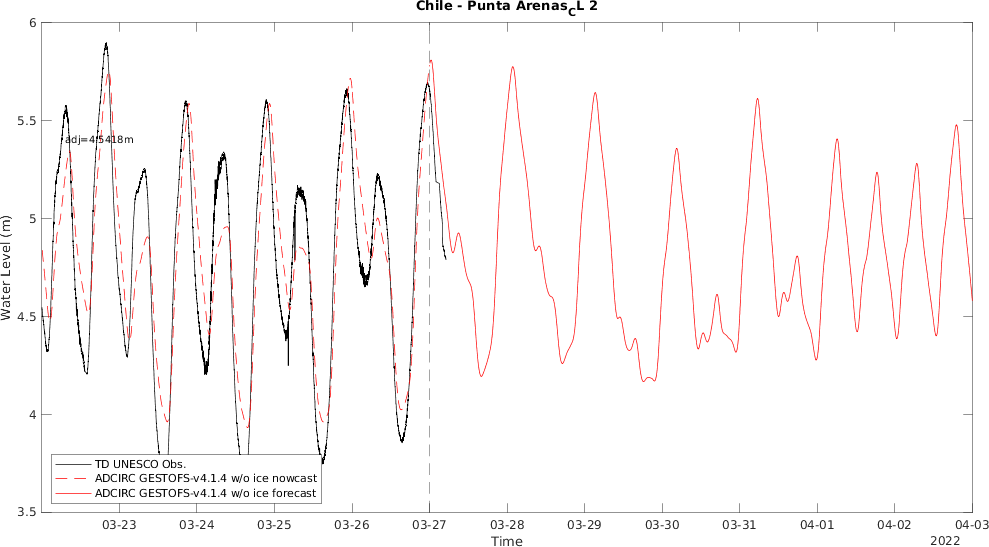 Chile - Punta Arenas_CL 2
6
5.5
5
4.5
4
3.5
Water Level (m)
adj=4.5418m
TD UNESCO Obs.
ADCIRC GESTOFS-v4.1.4 w/o ice nowcast
ADCIRC GESTOFS-v4.1.4 w/o ice forecast
03-23 03-24 03-25 03-26 03-27 03-28 03-29 03-30 03-31 04-01 04-02 04-03
Time
2022